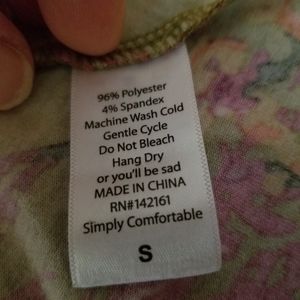 96% Polyester
4% Spandex
Machine Wash Cold
Gentle Cycle
Do Not Bleach
Hang Dry
or you'll be sad
MADE IN CHINA
RN#142161
Simply Comfortable
S